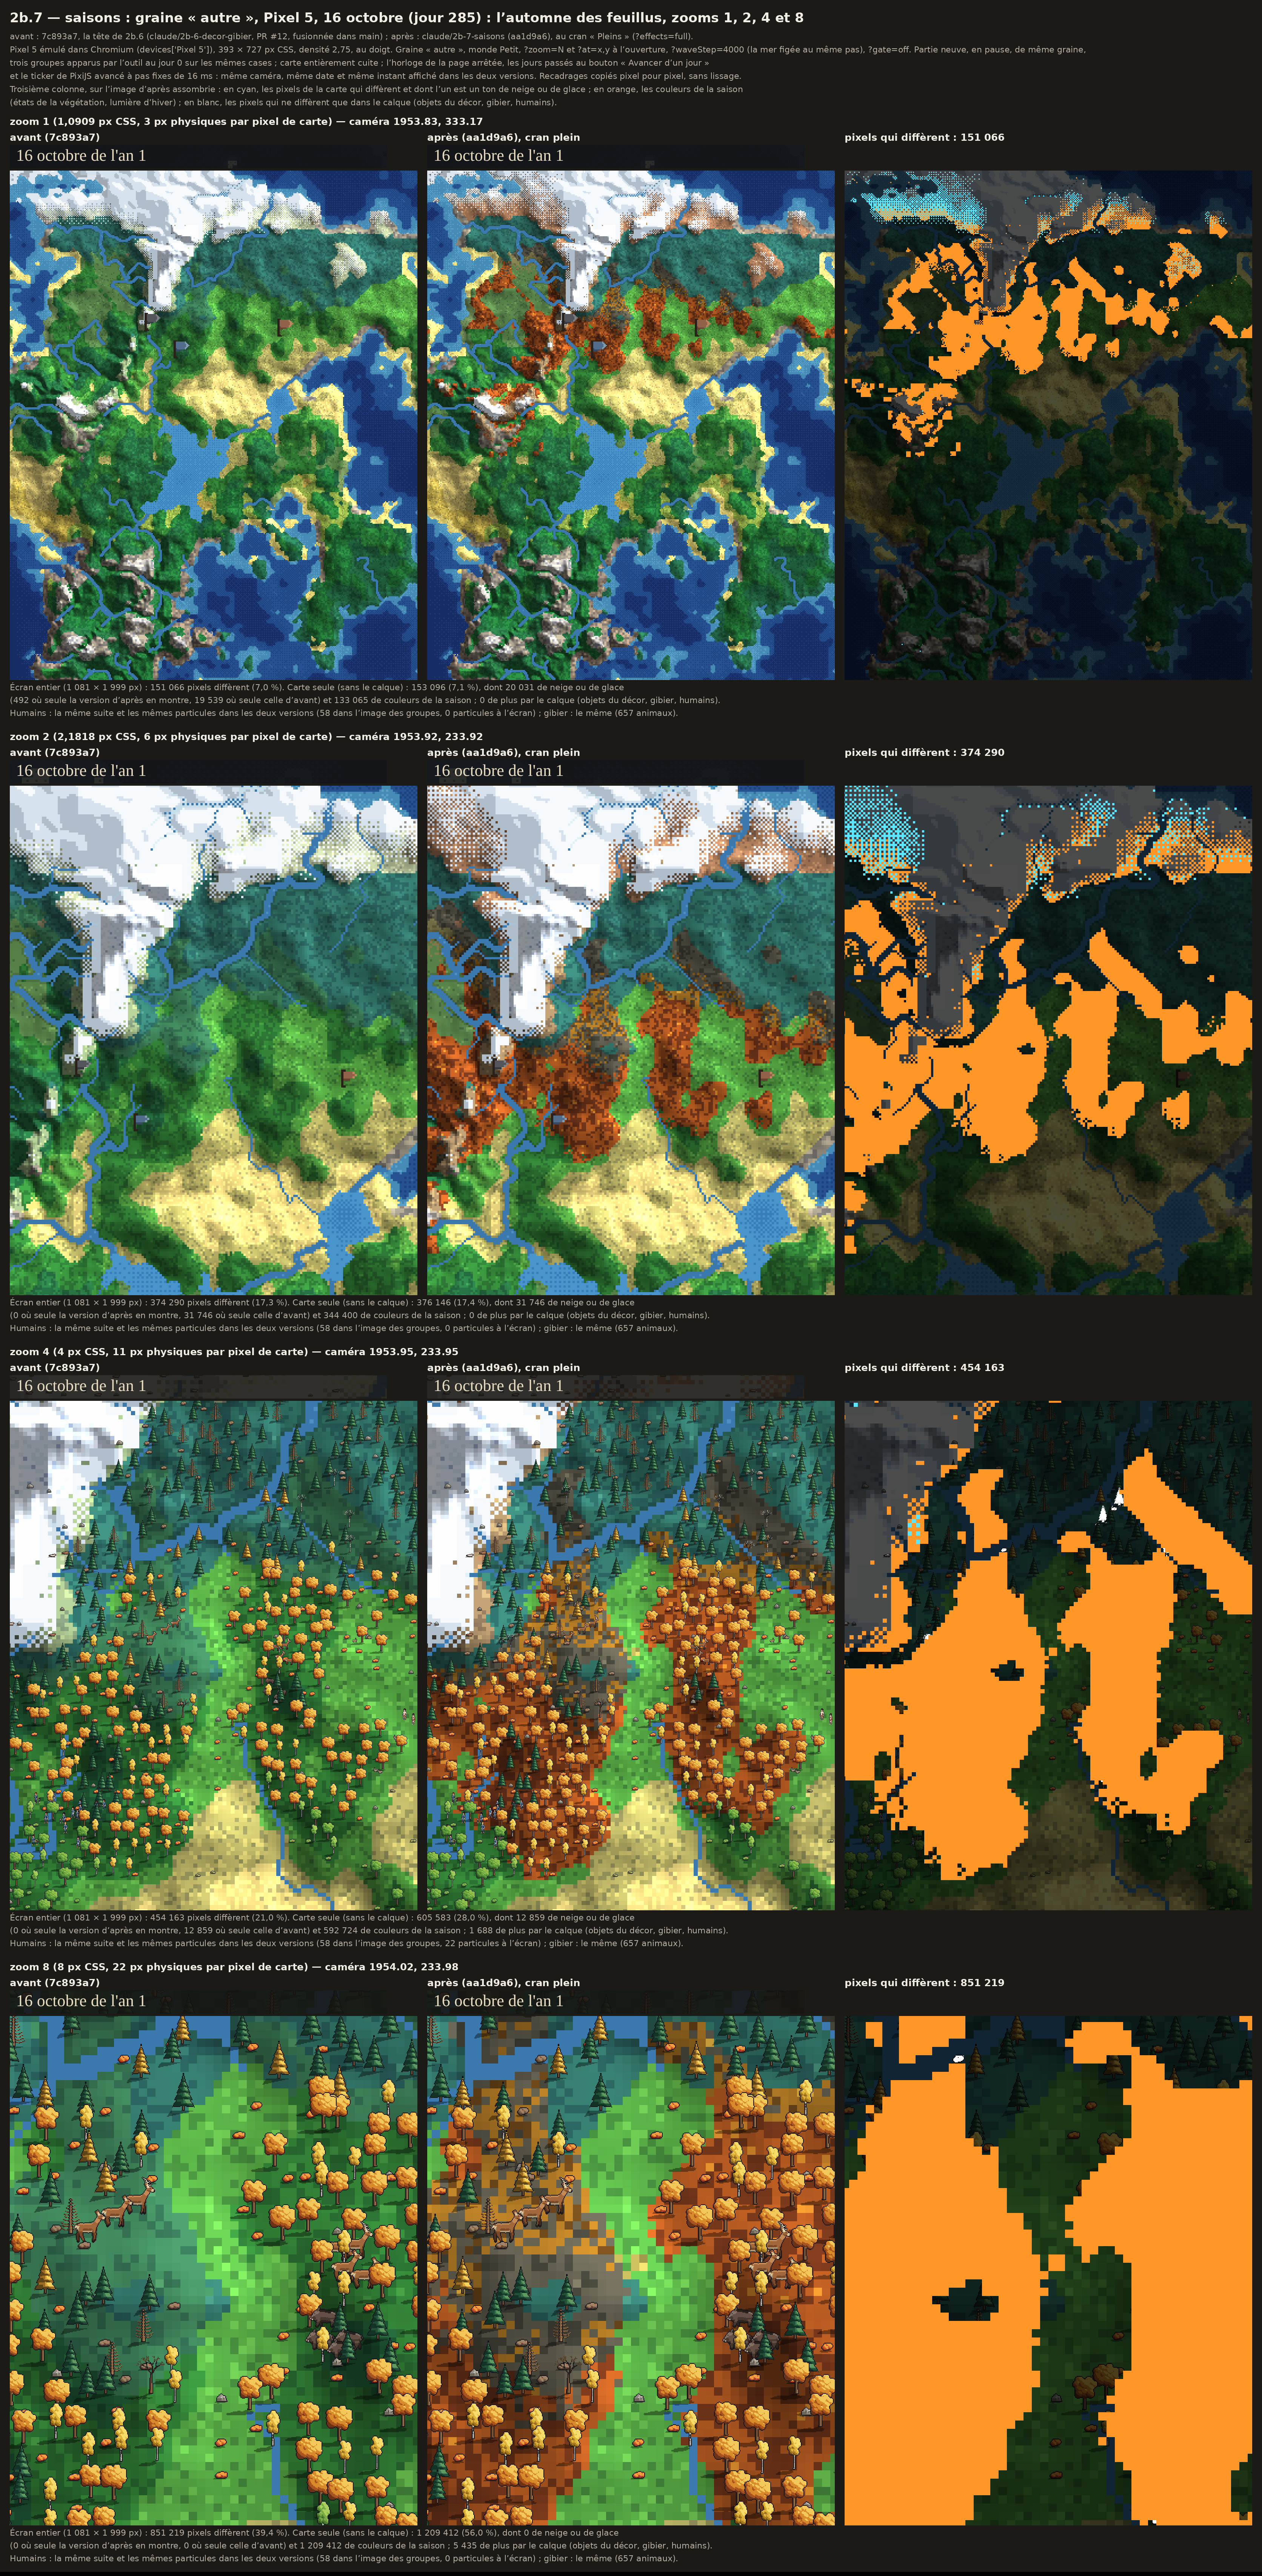 2b.7 — saisons : graine « autre », Pixel 5, 16 octobre (jour 285) : l’automne des feuillus, zooms 1, 2, 4 et 8
avant : 7c893a7, la tête de 2b.6 (claude/2b-6-decor-gibier, PR #12, fusionnée dans main) ; après : claude/2b-7-saisons (aa1d9a6), au cran « Pleins » (?effects=full).
Pixel 5 émulé dans Chromium (devices['Pixel 5']), 393 × 727 px CSS, densité 2,75, au doigt. Graine « autre », monde Petit, ?zoom=N et ?at=x,y à l’ouverture, ?waveStep=4000 (la mer figée au même pas), ?gate=off. Partie neuve, en pause, de même graine,
trois groupes apparus par l’outil au jour 0 sur les mêmes cases ; carte entièrement cuite ; l’horloge de la page arrêtée, les jours passés au bouton « Avancer d’un jour »
et le ticker de PixiJS avancé à pas fixes de 16 ms : même caméra, même date et même instant affiché dans les deux versions. Recadrages copiés pixel pour pixel, sans lissage.
Troisième colonne, sur l’image d’après assombrie : en cyan, les pixels de la carte qui diffèrent et dont l’un est un ton de neige ou de glace ; en orange, les couleurs de la saison
(états de la végétation, lumière d’hiver) ; en blanc, les pixels qui ne diffèrent que dans le calque (objets du décor, gibier, humains).
zoom 1 (1,0909 px CSS, 3 px physiques par pixel de carte) — caméra 1953.83, 333.17
avant (7c893a7)
après (aa1d9a6), cran plein
pixels qui diffèrent : 151 066
16 octobre de l'an 1
16 octobre de l'an 1
Écran entier (1 081 × 1 999 px) : 151 066 pixels diffèrent (7,0 %). Carte seule (sans le calque) : 153 096 (7,1 %), dont 20 031 de neige ou de glace
(492 où seule la version d’après en montre, 19 539 où seule celle d’avant) et 133 065 de couleurs de la saison ; 0 de plus par le calque (objets du décor, gibier, humains).
Humains : la même suite et les mêmes particules dans les deux versions (58 dans l’image des groupes, 0 particules à l’écran) ; gibier : le même (657 animaux).
zoom 2 (2,1818 px CSS, 6 px physiques par pixel de carte) — caméra 1953.92, 233.92
avant (7c893a7)
après (aa1d9a6), cran plein
pixels qui diffèrent : 374 290
16 octobre de l'an 1
16 octobre de l'an 1
Écran entier (1 081 × 1 999 px) : 374 290 pixels diffèrent (17,3 %). Carte seule (sans le calque) : 376 146 (17,4 %), dont 31 746 de neige ou de glace
(0 où seule la version d’après en montre, 31 746 où seule celle d’avant) et 344 400 de couleurs de la saison ; 0 de plus par le calque (objets du décor, gibier, humains).
Humains : la même suite et les mêmes particules dans les deux versions (58 dans l’image des groupes, 0 particules à l’écran) ; gibier : le même (657 animaux).
zoom 4 (4 px CSS, 11 px physiques par pixel de carte) — caméra 1953.95, 233.95
avant (7c893a7)
après (aa1d9a6), cran plein
pixels qui diffèrent : 454 163
16 octobre de l'an 1
16 octobre de l'an 1
Écran entier (1 081 × 1 999 px) : 454 163 pixels diffèrent (21,0 %). Carte seule (sans le calque) : 605 583 (28,0 %), dont 12 859 de neige ou de glace
(0 où seule la version d’après en montre, 12 859 où seule celle d’avant) et 592 724 de couleurs de la saison ; 1 688 de plus par le calque (objets du décor, gibier, humains).
Humains : la même suite et les mêmes particules dans les deux versions (58 dans l’image des groupes, 22 particules à l’écran) ; gibier : le même (657 animaux).
zoom 8 (8 px CSS, 22 px physiques par pixel de carte) — caméra 1954.02, 233.98
avant (7c893a7)
après (aa1d9a6), cran plein
pixels qui diffèrent : 851 219
16 octobre de l'an 1
16 octobre de l'an 1
Écran entier (1 081 × 1 999 px) : 851 219 pixels diffèrent (39,4 %). Carte seule (sans le calque) : 1 209 412 (56,0 %), dont 0 de neige ou de glace
(0 où seule la version d’après en montre, 0 où seule celle d’avant) et 1 209 412 de couleurs de la saison ; 5 435 de plus par le calque (objets du décor, gibier, humains).
Humains : la même suite et les mêmes particules dans les deux versions (58 dans l’image des groupes, 0 particules à l’écran) ; gibier : le même (657 animaux).